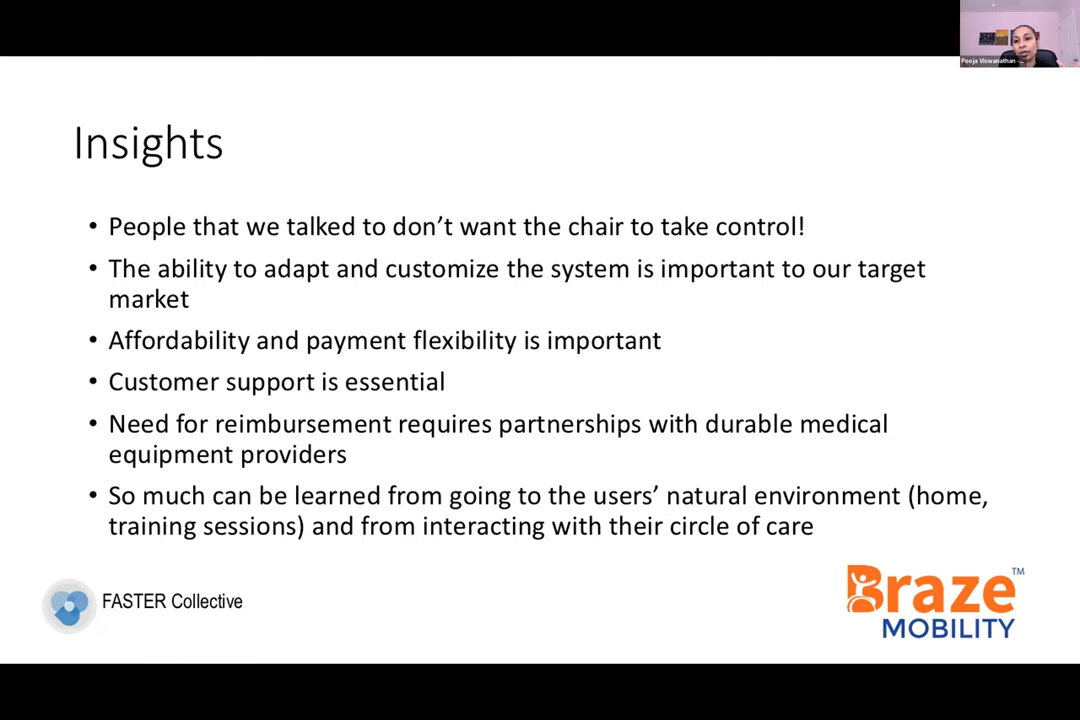 Pooja Viswanathan
Insights
• People that we talked to don’t want the chair to take control!
• The ability to adapt and customize the system is important to our target
market
• Affordability and payment flexibility is important
• Customer support is essential
• Need for reimbursement requires partnerships with durable medical
equipment providers
• So much can be learned from going to the users’ natural environment (home,
training sessions) and from interacting with their circle of care
FASTER Collective
Braze™
MOBILITY